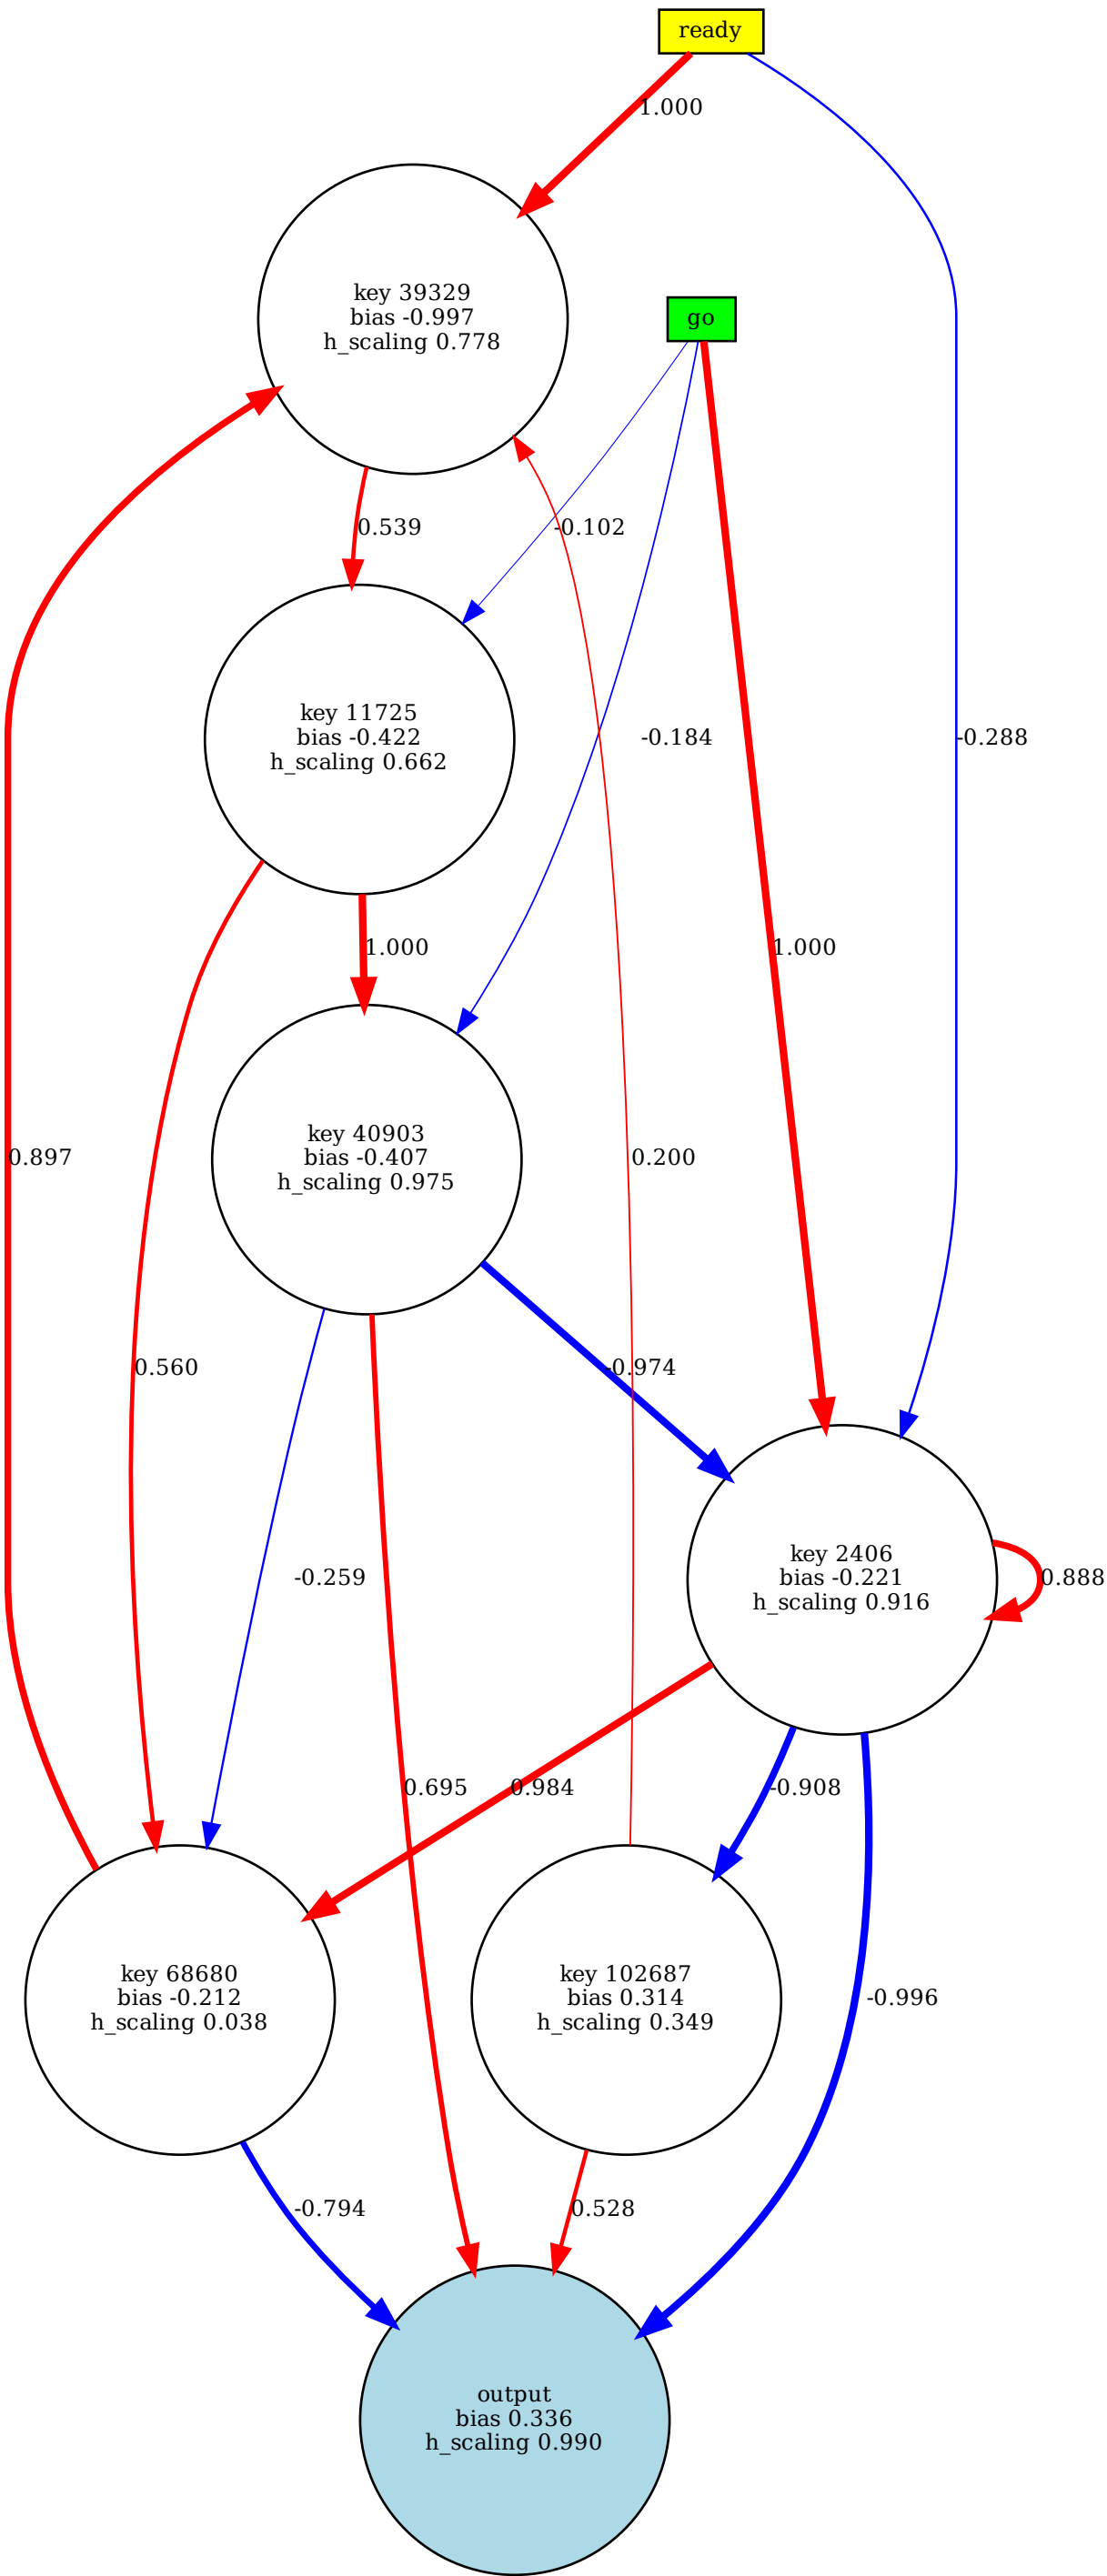 ready
1.000
key 39329
bias -0.997
h_scaling 0.778
go
0.539
-0.102
key 11725
bias -0.422
h_scaling 0.662
-0.184
-0.288
1.000
1.000
key 40903
bias -0.407
h_scaling 0.975
0.897
0.200
0.560
-0.974
key 2406
bias -0.221
h_scaling 0.916
-0.259
0.888
0.695
0.984
-0.908
key 68680
bias -0.212
h_scaling 0.038
key 102687
bias 0.314
h_scaling 0.349
-0.996
-0.794
0.528
output
bias 0.336
h_scaling 0.990